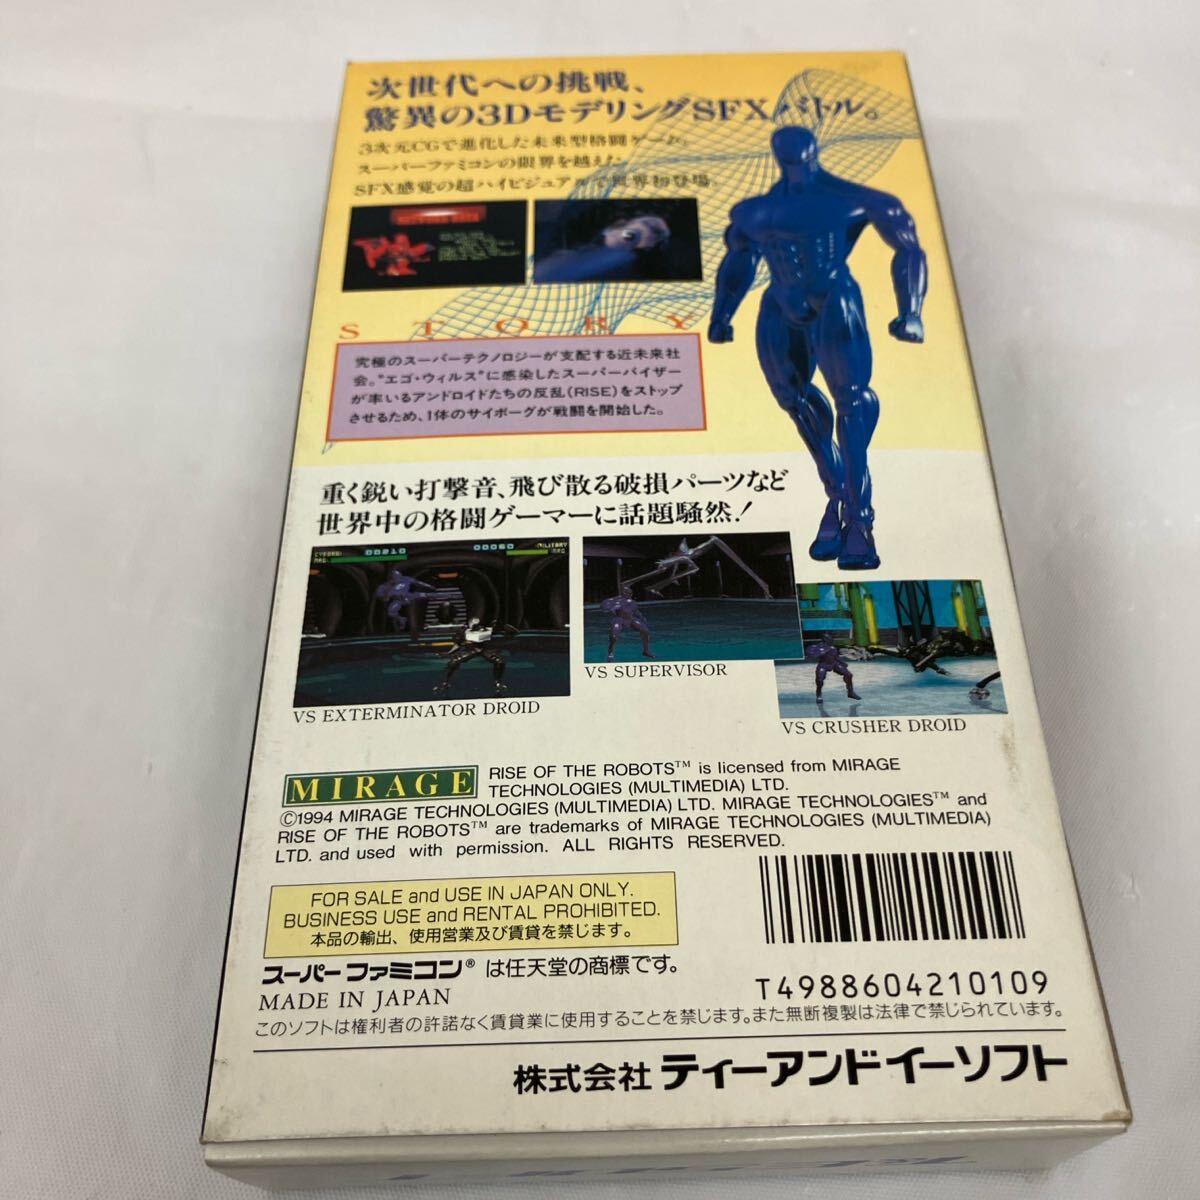 次世代への挑戦、
驚異の3DモデリングSFXバトル。
3次元CGで進化した未来型格闘ゲーム。
スーパーファミコンの限界を越えた、
SFX感覚の超ハイビジュアルで世界初登場。
STORY
究極のスーパーテクノロジーが支配する近未来社
会。"エゴ・ウィルス"に感染したスーパーバイザー
が率いるアンドロイドたちの反乱(RISE)をストップ
させるため、1体のサイボーグが戦闘を開始した。
重く鋭い打撃音、飛び散る破損パーツなど
世界中の格闘ゲーマーに話題騒然!
CYBORG: 00210 00020 MILITARY
VS EXTERMINATOR DROID
VS SUPERVISOR
VS CRUSHER DROID
MIRAGE
RISE OF THE ROBOTS™ is licensed from MIRAGE
TECHNOLOGIES (MULTIMEDIA) LTD.
©1994 MIRAGE TECHNOLOGIES (MULTIMEDIA) LTD. MIRAGE TECHNOLOGIES™ and
RISE OF THE ROBOTS™ are trademarks of MIRAGE TECHNOLOGIES (MULTIMEDIA)
LTD. and used with permission. ALL RIGHTS RESERVED.
FOR SALE and USE IN JAPAN ONLY.
BUSINESS USE and RENTAL PROHIBITED.
本品の輸出、使用営業及び賃貸を禁じます。
スーパーファミコン®は任天堂の商標です。
MADE IN JAPAN
T4988604210109
このソフトは権利者の許諾なく賃貸業に使用することを禁じます。また無断複製は法律で禁じられています。
株式会社 ティーアンドイーソフト